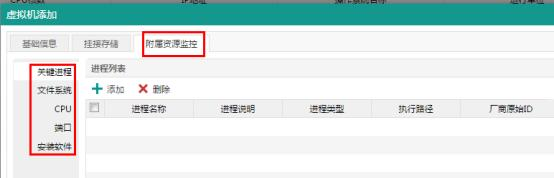 虚拟机添加
基础信息 挂接存储 附属资源监控
关键进程
文件系统
CPU
端口
安装软件
进程列表
添加 删除
进程名称 进程说明 进程类型 执行路径 厂商原始ID